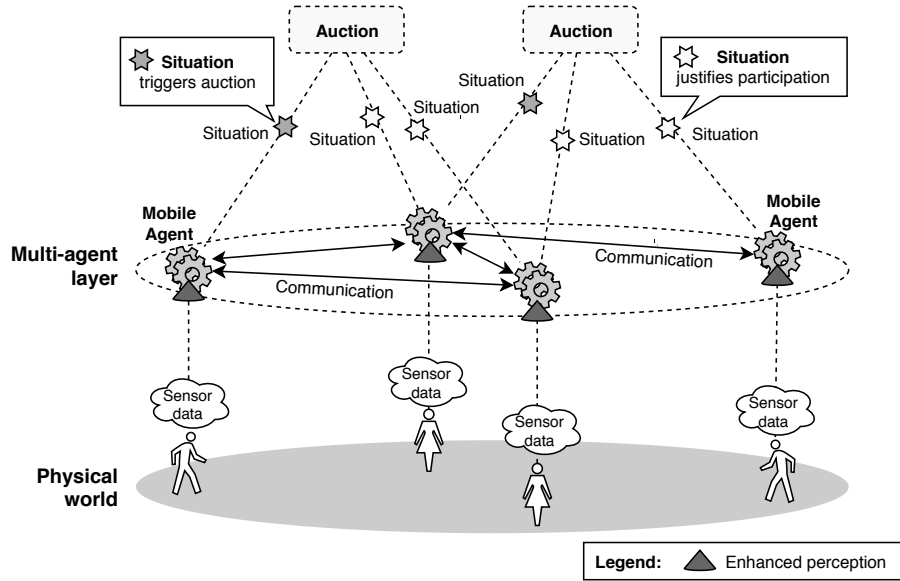 Auction
Auction
Situation
triggers auction
Situation
justifies participation
Situation
Situation
Situation
Situation
Situation
Situation
Mobile
Agent
Mobile
Agent
Multi-agent
layer
Communication
Communication
Sensor
data
Sensor
data
Sensor
data
Sensor
data
Physical
world
Legend:
Enhanced perception